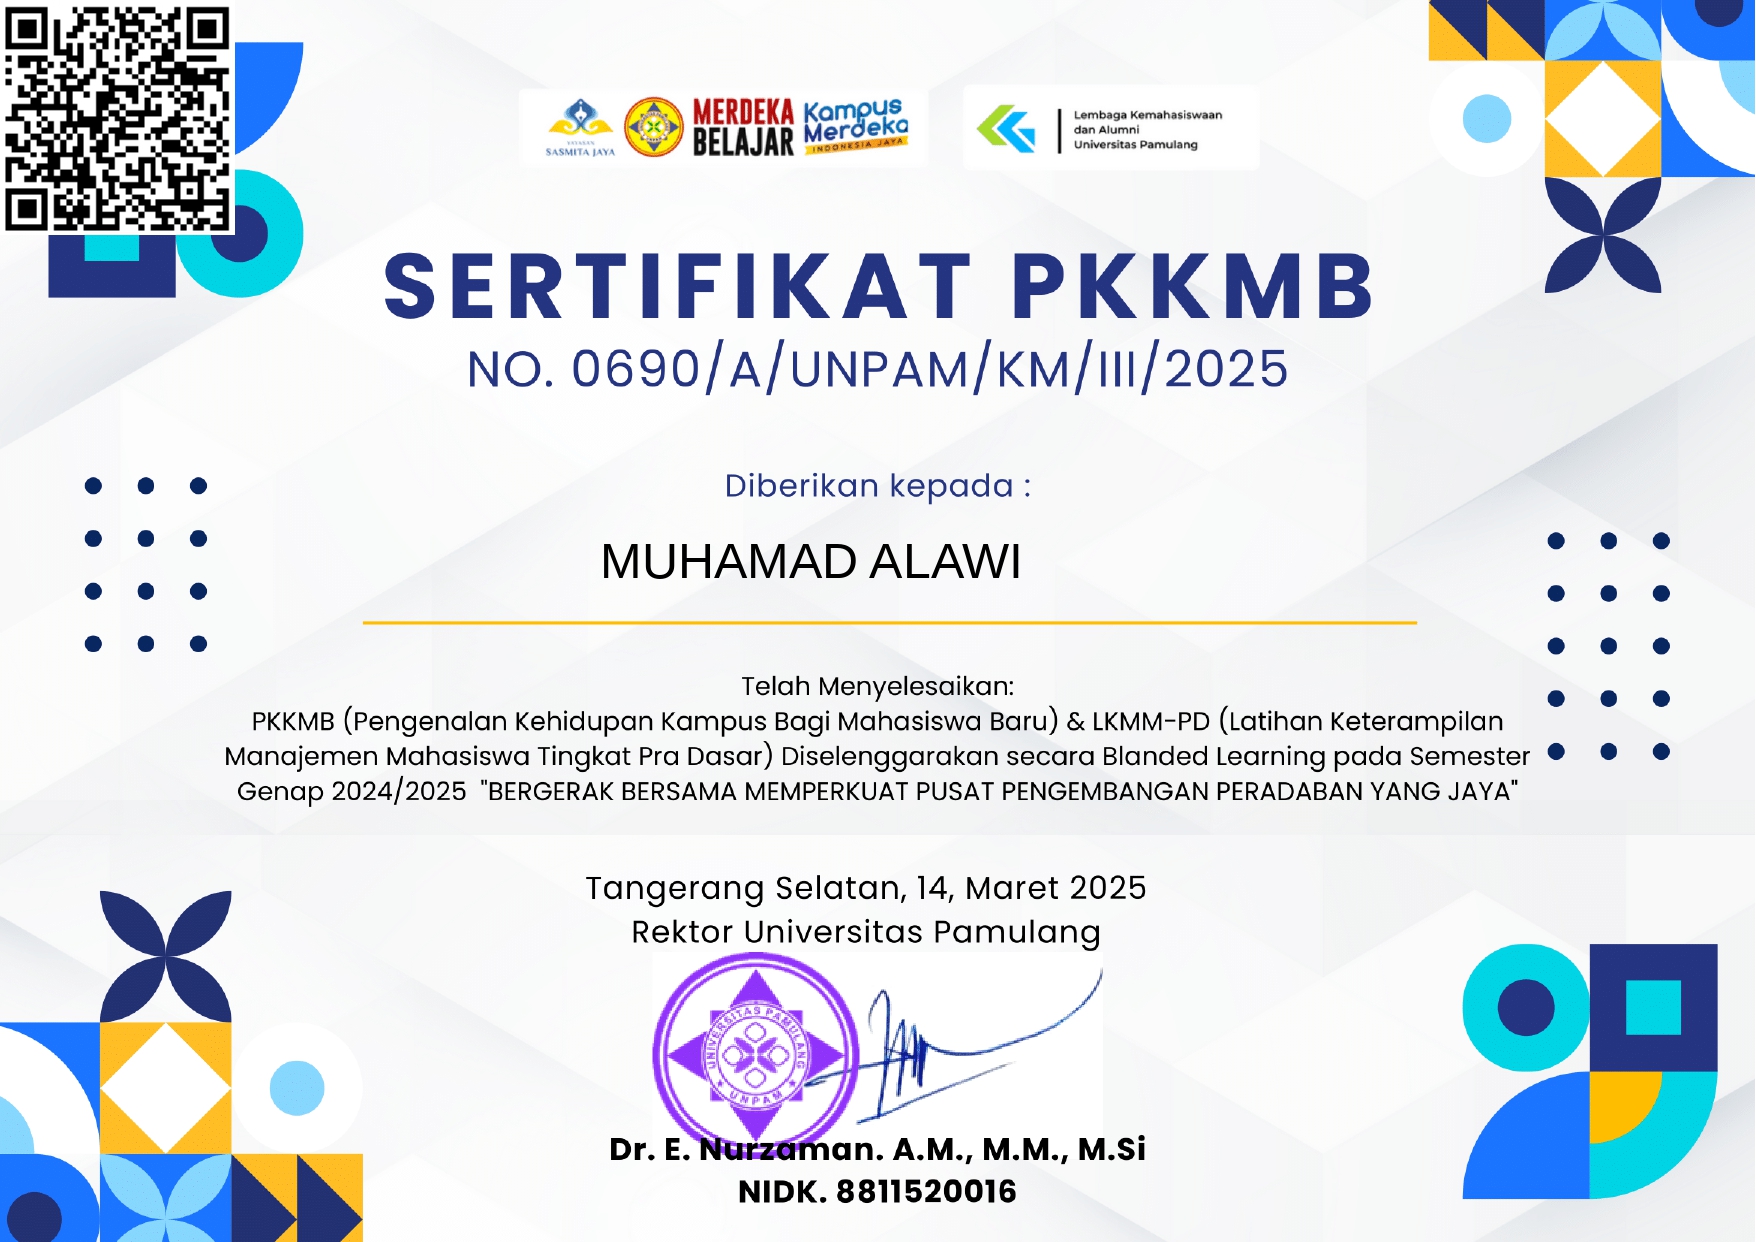 YAYASAN
SASMITA JAYA
MERDEKA
BELAJAR
Kampus
Merdeka
INDONESIA JAYA
Lembaga Kemahasiswaan
dan Alumni
Universitas Pamulang
SERTIFIKAT PKKMB
NO. 0690/A/UNPAM/KM/III/2025
Diberikan kepada :
MUHAMAD ALAWI
Telah Menyelesaikan:
PKKMB (Pengenalan Kehidupan Kampus Bagi Mahasiswa Baru) & LKMM-PD (Latihan Keterampilan
Manajemen Mahasiswa Tingkat Pra Dasar) Diselenggarakan secara Blanded Learning pada Semester
Genap 2024/2025 "BERGERAK BERSAMA MEMPERKUAT PUSAT PENGEMBANGAN PERADABAN YANG JAYA"
Tangerang Selatan, 14, Maret 2025
Rektor Universitas Pamulang
UNIVERSITAS PAMULANG
UNPAM
Dr. E. Nurzaman. A.M., M.M., M.Si
NIDK. 8811520016